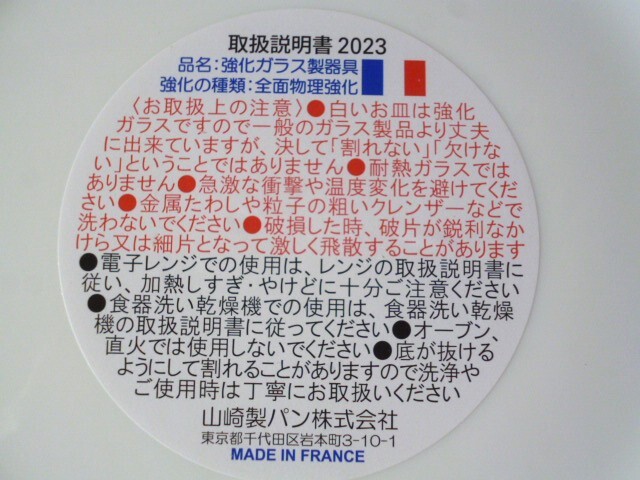 取扱説明書 2023
品名:強化ガラス製器具
強化の種類:全面物理強化
〈お取扱上の注意〉●白いお皿は強化
ガラスですので一般のガラス製品より丈夫
に出来ていますが、決して「割れない」「欠けな
い」ということではありません●耐熱ガラスでは
ありません●急激な衝撃や温度変化を避けてくだ
さい●金属たわしや粒子の粗いクレンザーなどで
洗わないでください●破損した時、破片が鋭利なか
けら又は細片となって激しく飛散することがあります
●電子レンジでの使用は、レンジの取扱説明書に
従い、加熱しすぎ・やけどに十分ご注意ください
●食器洗い乾燥機での使用は、食器洗い乾燥
機の取扱説明書に従ってください●オーブン、
直火では使用しないでください●底が抜ける
ようにして割れることがありますので洗浄や
ご使用時は丁寧にお取扱いください
山崎製パン株式会社
東京都千代田区岩本町3-10-1
MADE IN FRANCE